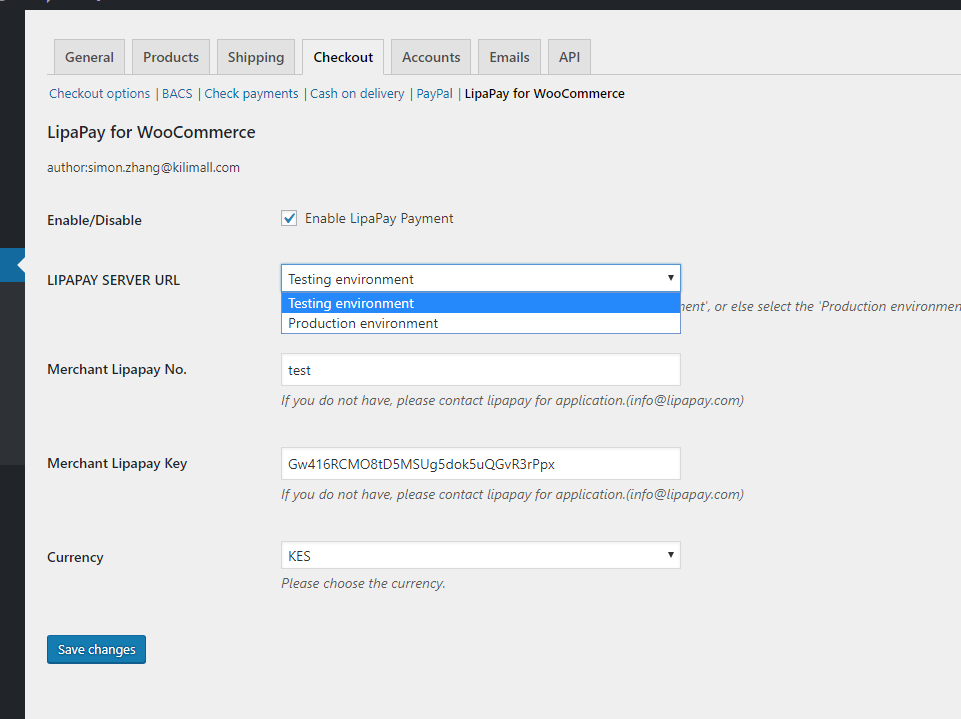 General Products Shipping Checkout Accounts Emails API
Checkout options | BACS | Check payments | Cash on delivery | PayPal | LipaPay for WooCommerce
LipaPay for WooCommerce
author:simon.zhang@kilimall.com
Enable/Disable
Enable LipaPay Payment
LIPAPAY SERVER URL
Testing environment
Testing environment
Production environment
', or else select the 'Production
Merchant Lipapay No.
test
If you do not have, please contact lipapay for application.(info@lipapay.com)
Merchant Lipapay Key
Gw416RCMO8tD5MSUg5dok5uQGvR3rPpx
If you do not have, please contact lipapay for application.(info@lipapay.com)
Currency
KES
Please choose the currency.
Save changes